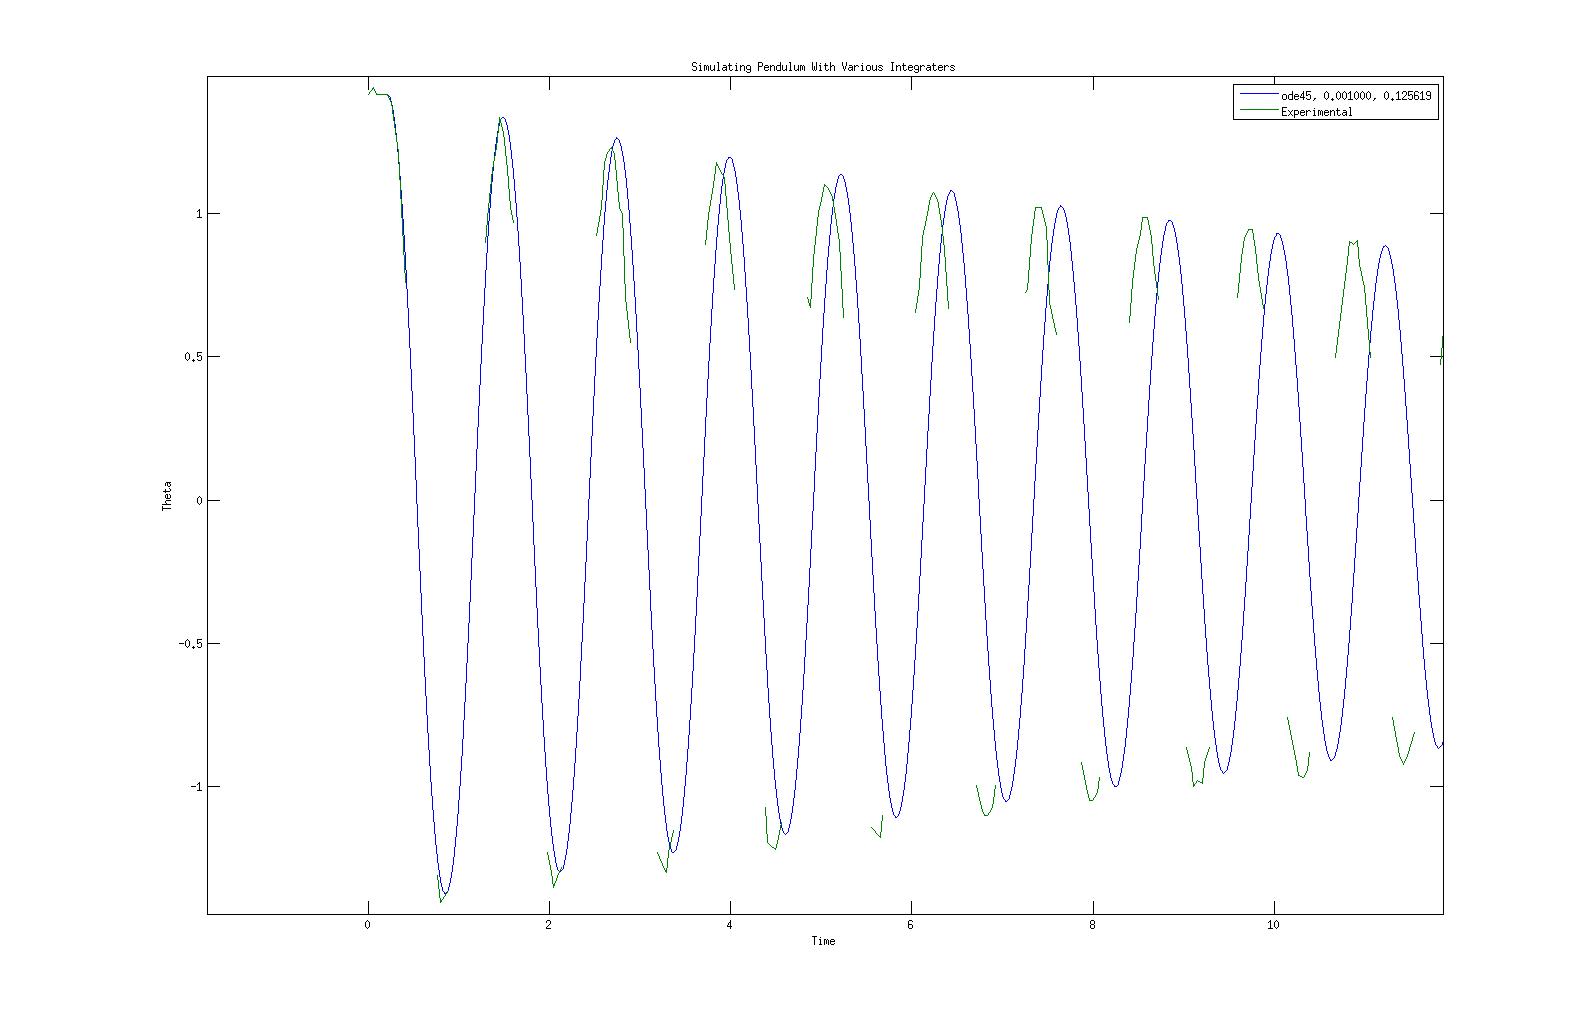 Simulating Pendulum With Various Integraters
ode45, 0.001000, 0.125619
Experimental
1
0.5
0
-0.5
-1
Theta
0
2
4
6
8
10
Time